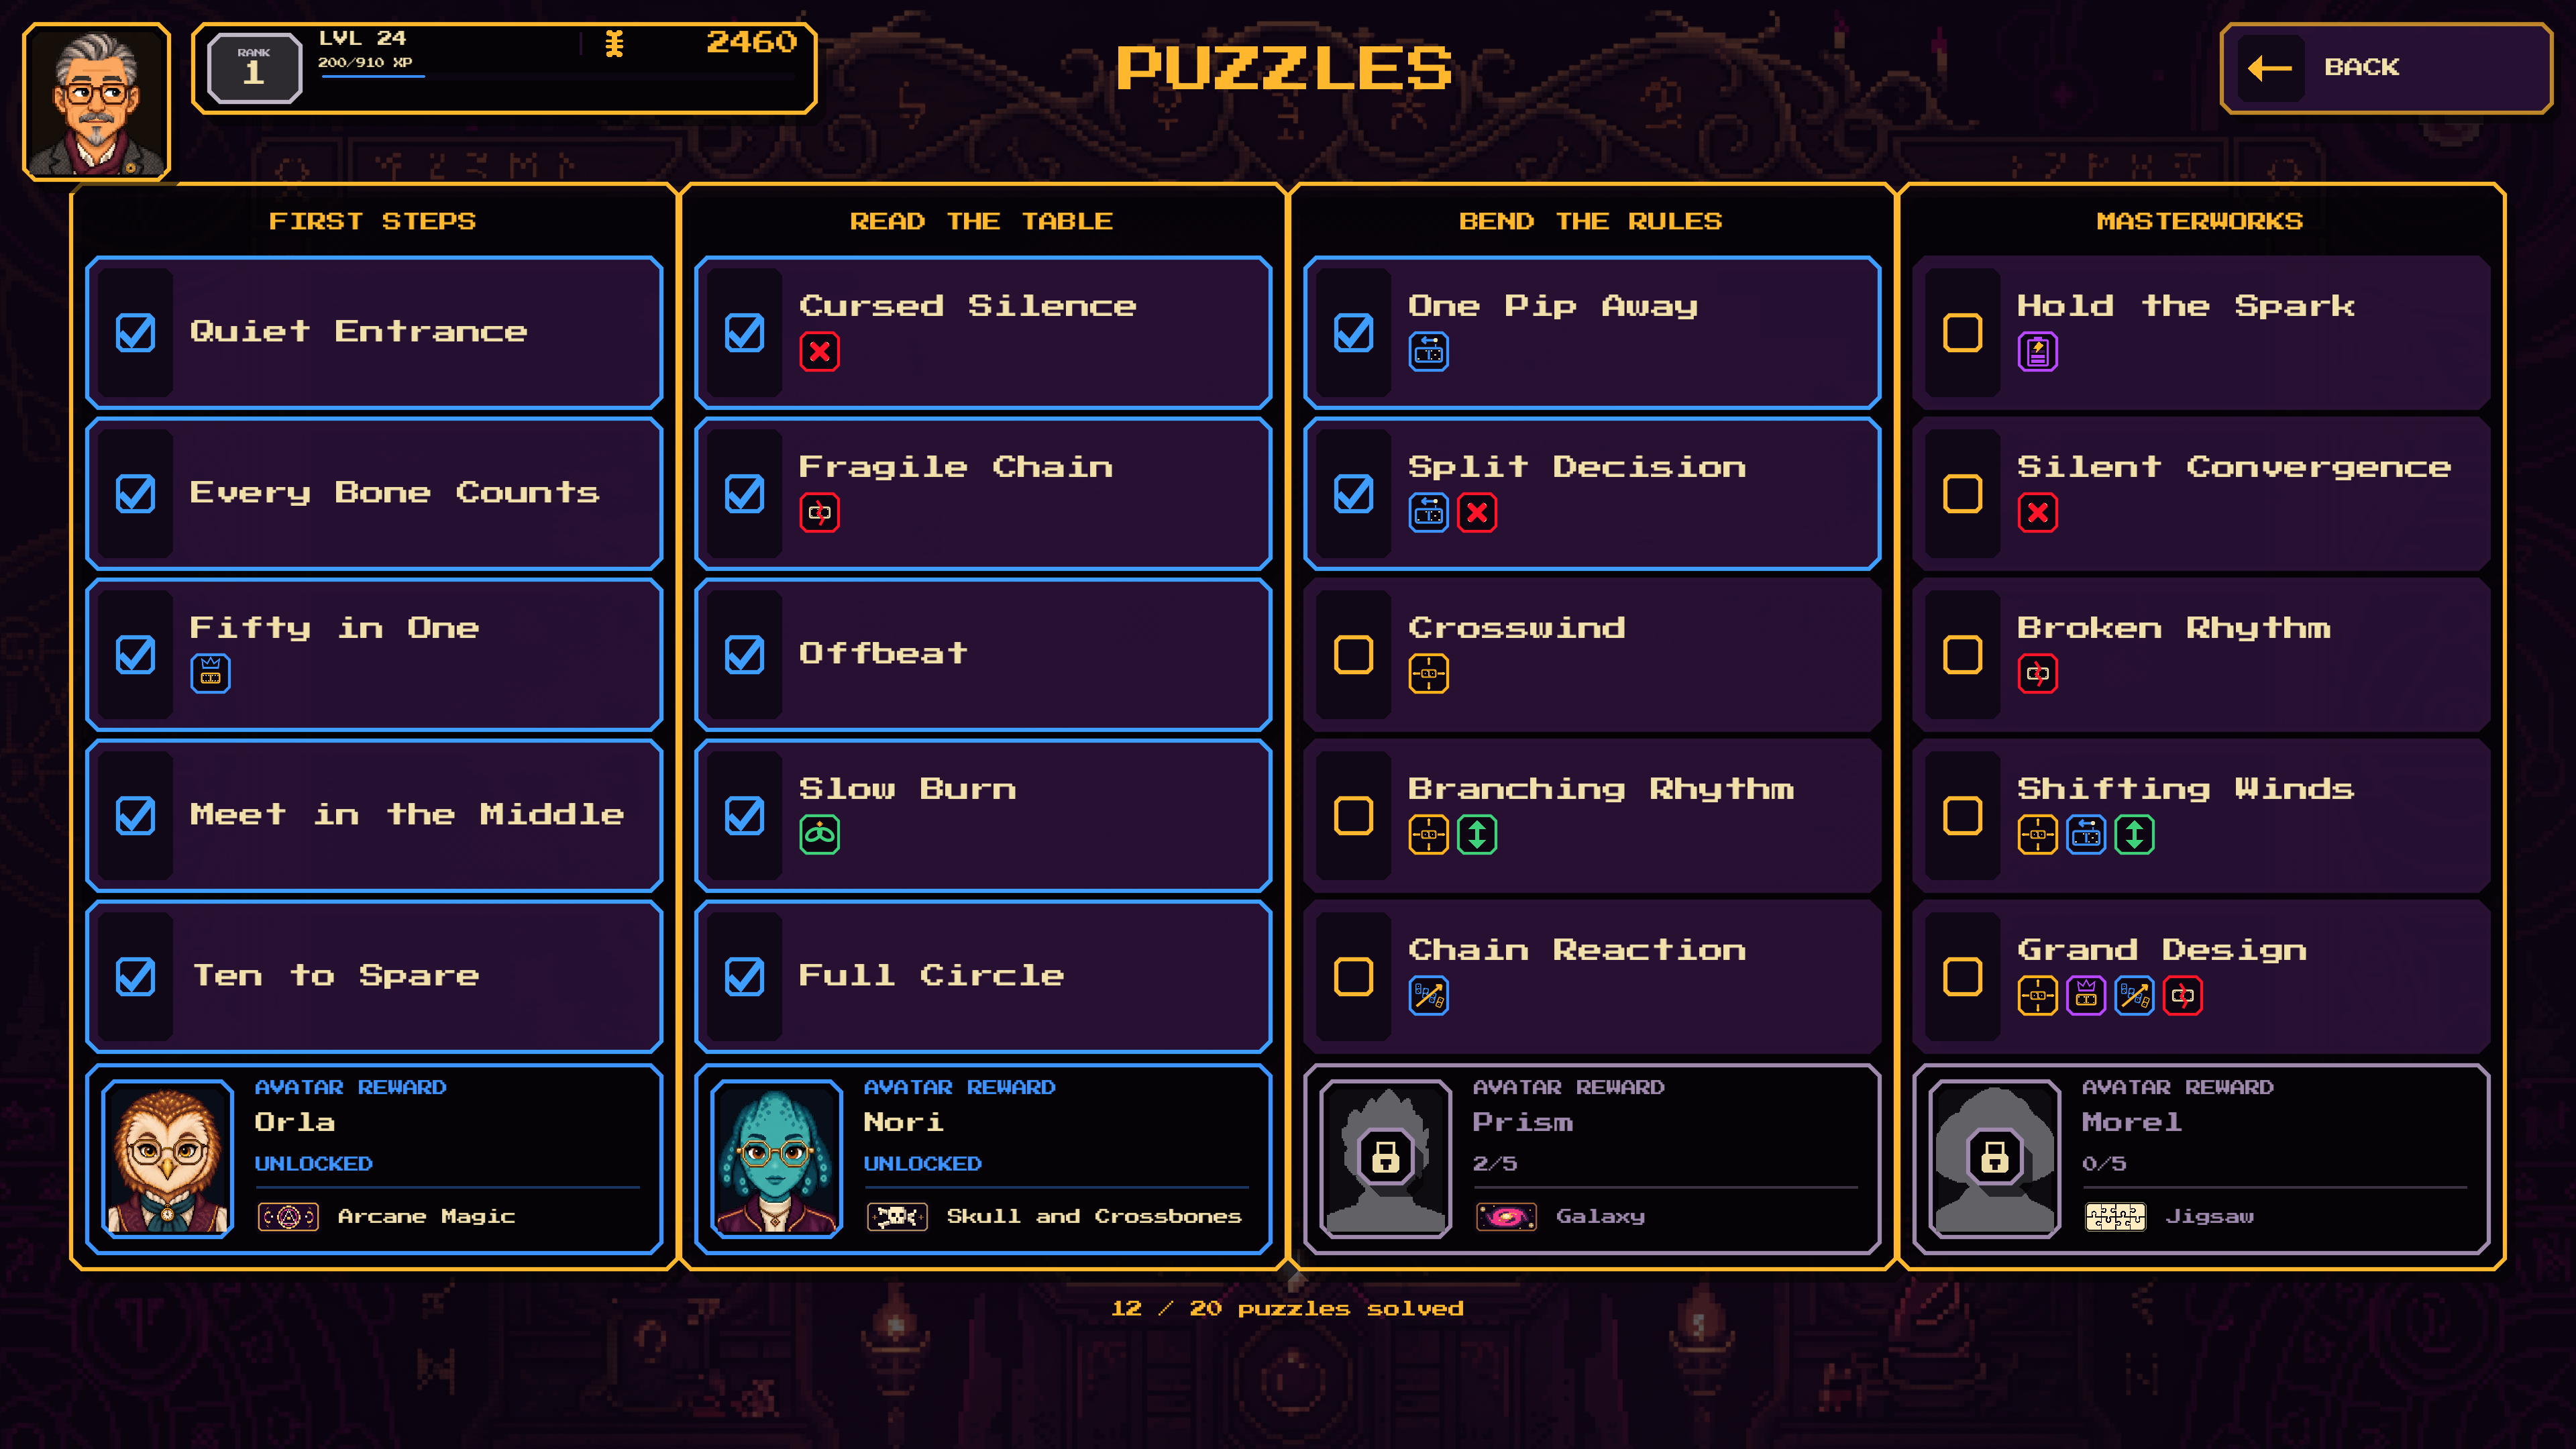 RANK
1
LVL 24
200/910 XP
2460
PUZZLES
BACK
FIRST STEPS
Quiet Entrance
Every Bone Counts
Fifty in One
Meet in the Middle
Ten to Spare
AVATAR REWARD
Orla
UNLOCKED
Arcane Magic
READ THE TABLE
Cursed Silence
Fragile Chain
Offbeat
Slow Burn
Full Circle
AVATAR REWARD
Nori
UNLOCKED
Skull and Crossbones
BEND THE RULES
One Pip Away
Split Decision
Crosswind
Branching Rhythm
Chain Reaction
AVATAR REWARD
Prism
2/5
Galaxy
MASTERWORKS
Hold the Spark
Silent Convergence
Broken Rhythm
Shifting Winds
Grand Design
AVATAR REWARD
Morel
0/5
Jigsaw
12 / 20 puzzles solved